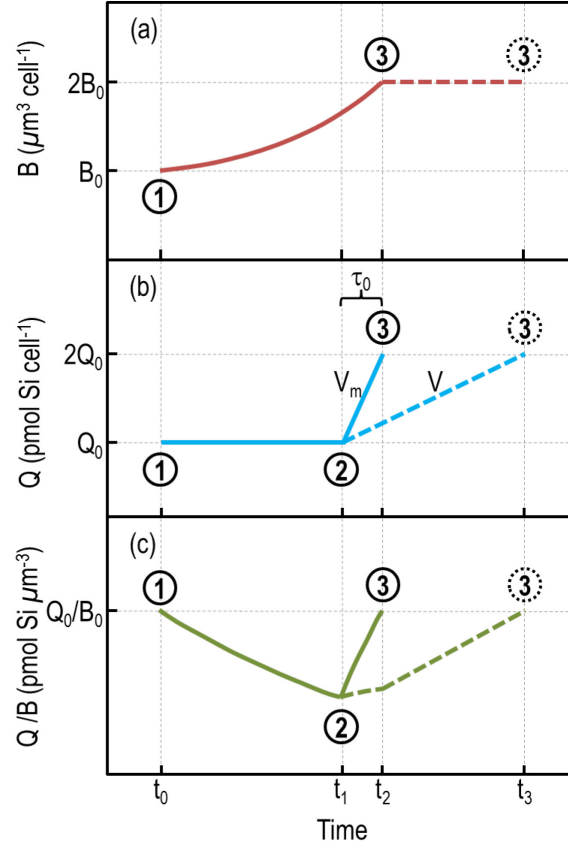 (a)
B (μm³ cell⁻¹)
2B₀
B₀
1
3
3
(b)
Q (pmol Si cell⁻¹)
2Q₀
Q₀
τ₀
3
3
Vₘ
V
1
2
(c)
Q /B (pmol Si μm⁻³)
Q₀/B₀
1
3
3
2
t₀ t₁ t₂ t₃
Time